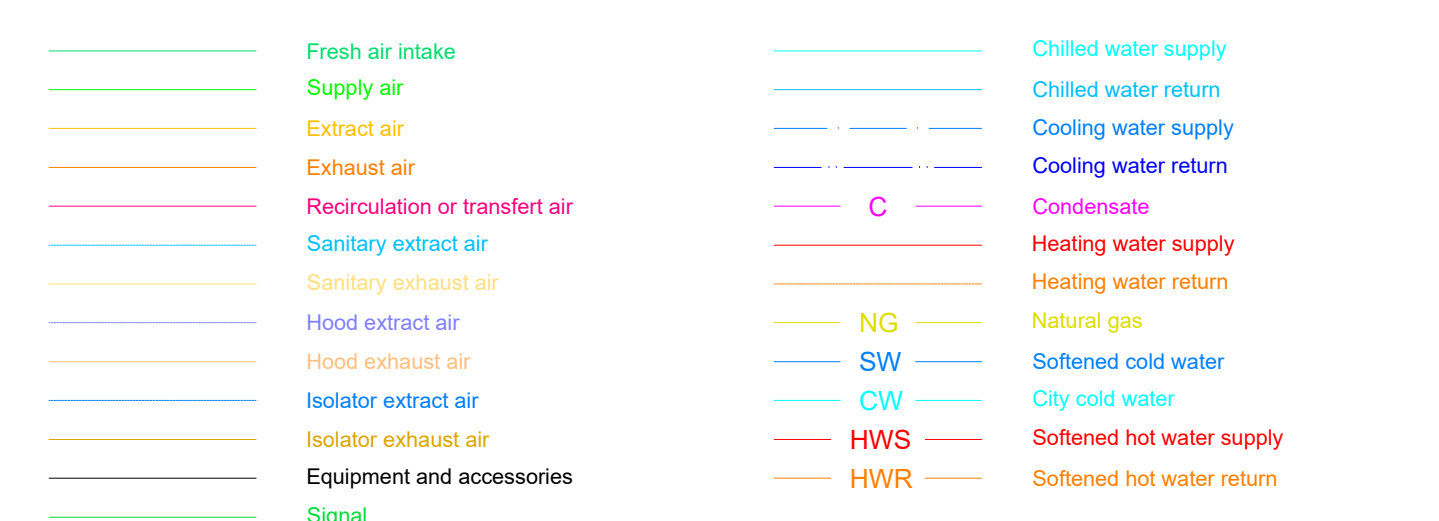 Fresh air intake
Supply air
Extract air
Exhaust air
Recirculation or transfert air
Sanitary extract air
Sanitary exhaust air
Hood extract air
Hood exhaust air
Isolator extract air
Isolator exhaust air
Equipment and accessories
Signal
Chilled water supply
Chilled water return
Cooling water supply
Cooling water return
C Condensate
Heating water supply
Heating water return
NG Natural gas
SW Softened cold water
CW City cold water
HWS Softened hot water supply
HWR Softened hot water return